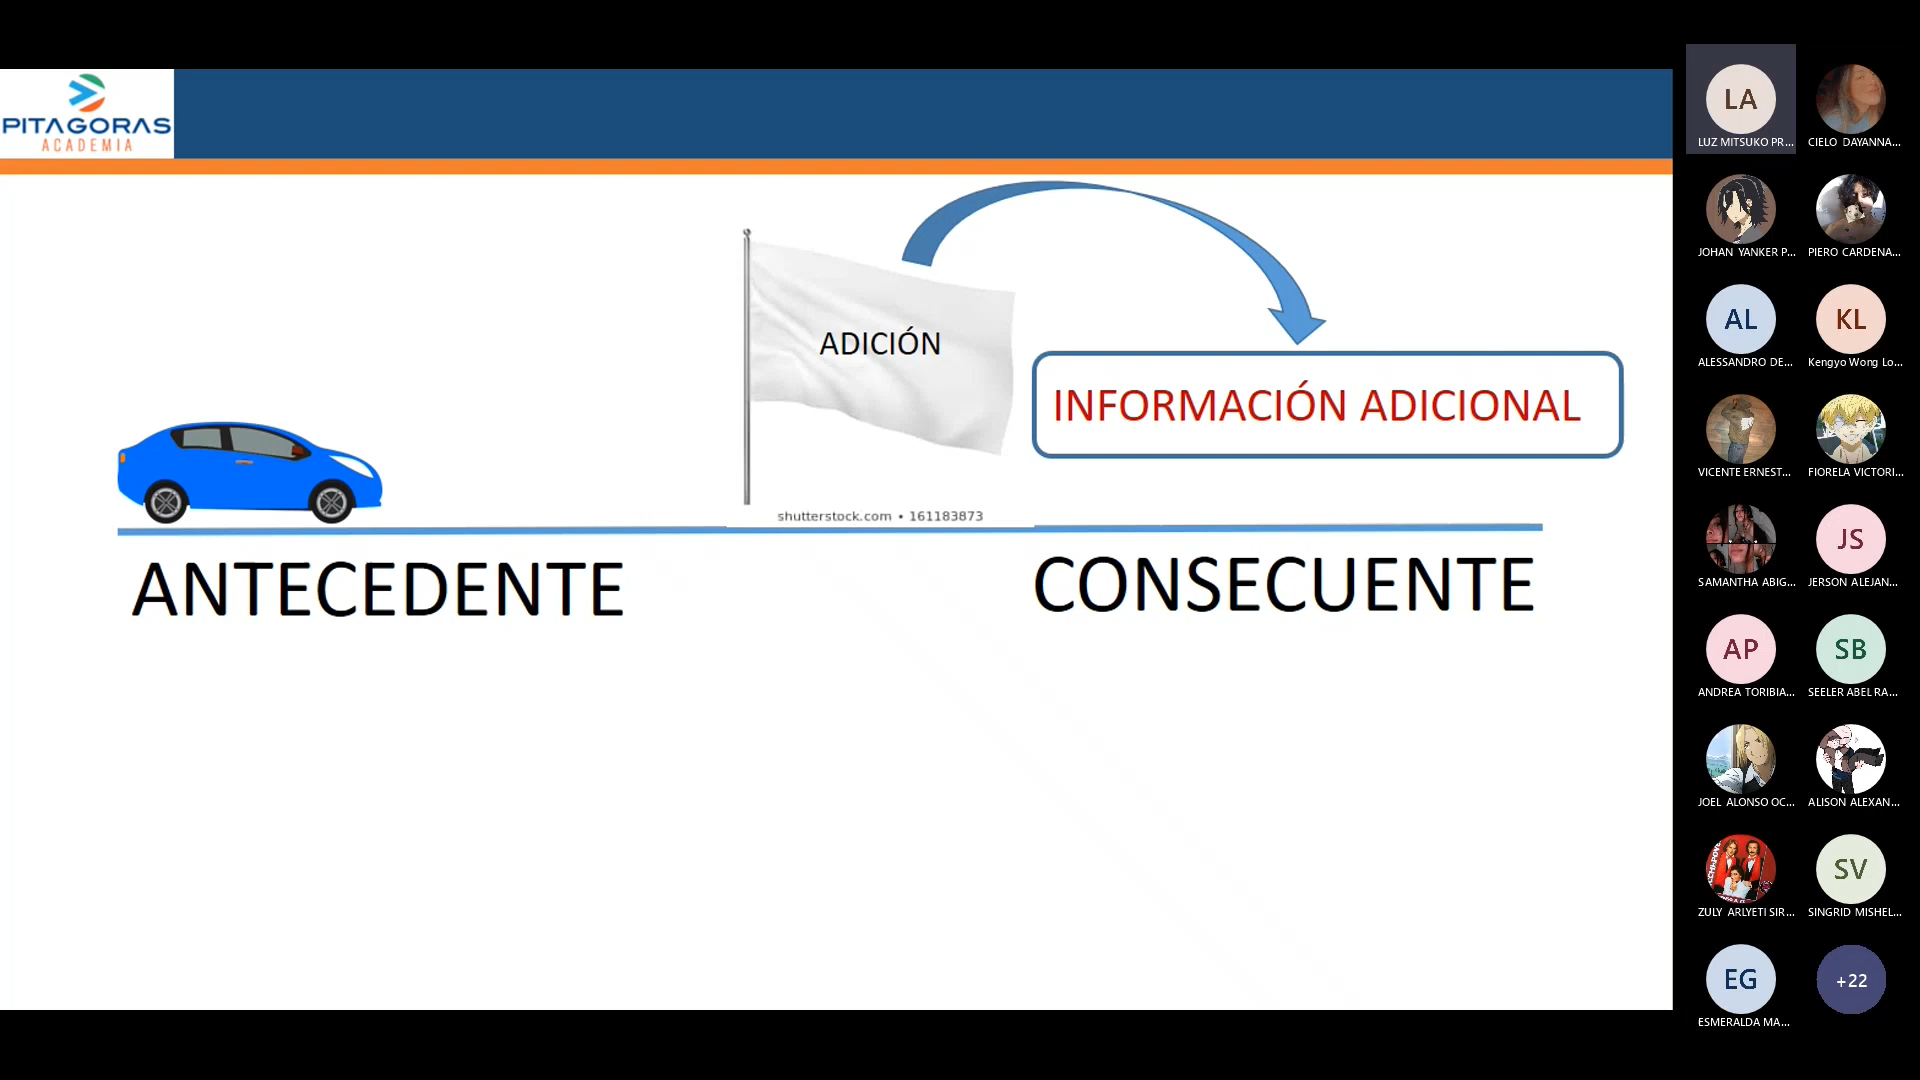 PITAGORAS
ACADEMIA
ADICIÓN
INFORMACIÓN ADICIONAL
shutterstock.com • 161183873
ANTECEDENTE
CONSECUENTE
LA
LUZ MITSUKO PR...
CIELO DAYANNA...
JOHAN YANKER P...
PIERO CARDENA...
AL
ALESSANDRO DE...
KL
Kengyo Wong Lo...
VICENTE ERNEST...
FIORELA VICTORI...
SAMANTHA ABIG...
JS
JERSON ALEJAN...
AP
ANDREA TORIBIA...
SB
SEELER ABEL RA...
JOEL ALONSO OC...
ALISON ALEXAN...
ZULY ARLYETI SIR...
SV
SINGRID MISHEL...
EG
ESMERALDA MA...
+22